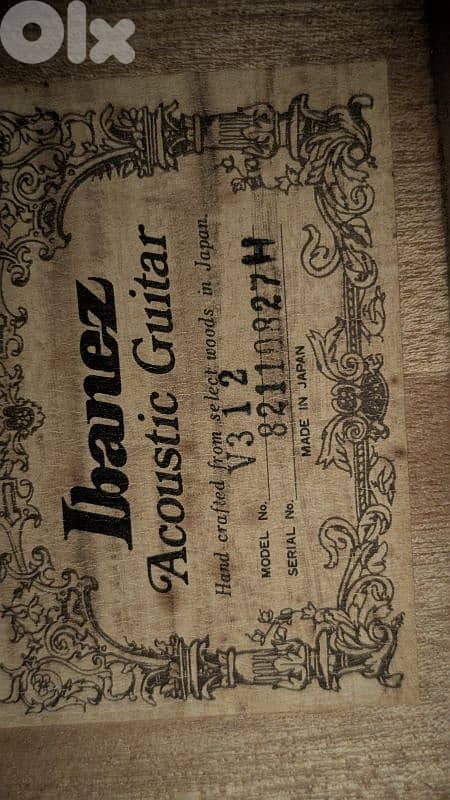 OLX
Ibanez
Acoustic Guitar
Hand crafted from select woods in Japan.
MODEL No. V312
SERIAL No. 82110827H
MADE IN JAPAN